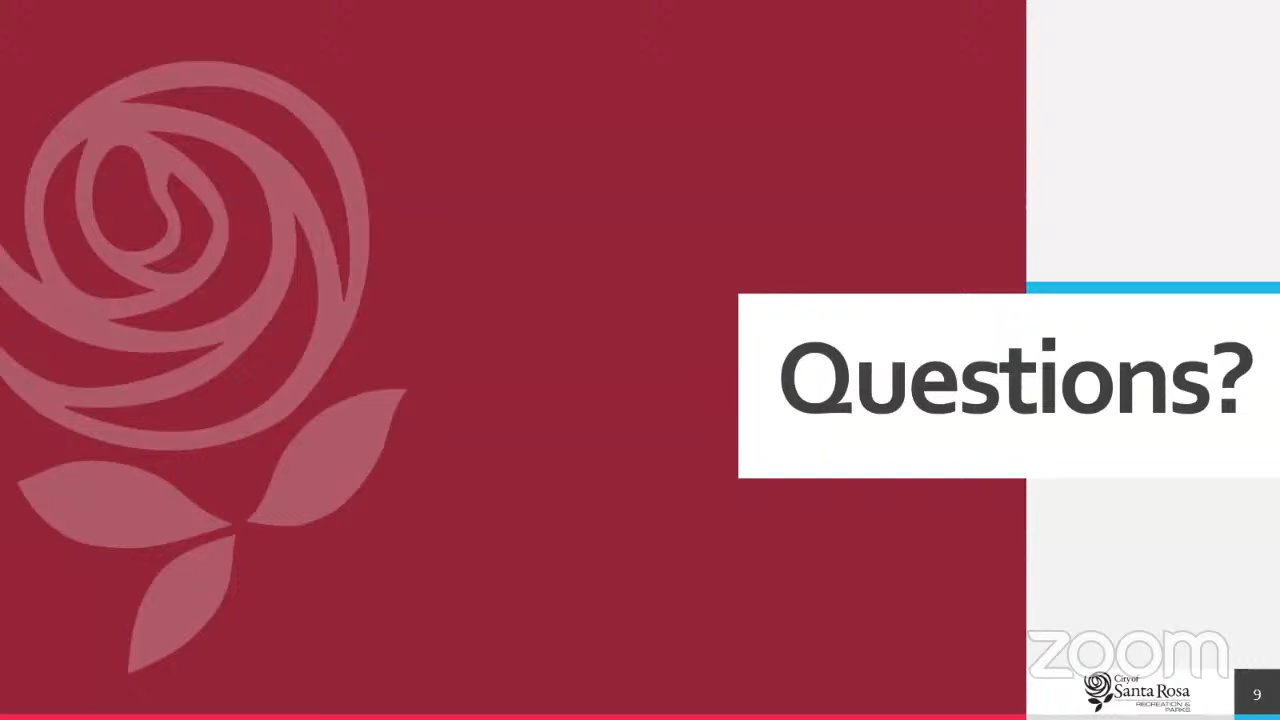 Questions?
zoom
City of
Santa Rosa
RECREATION &
PARKS
9